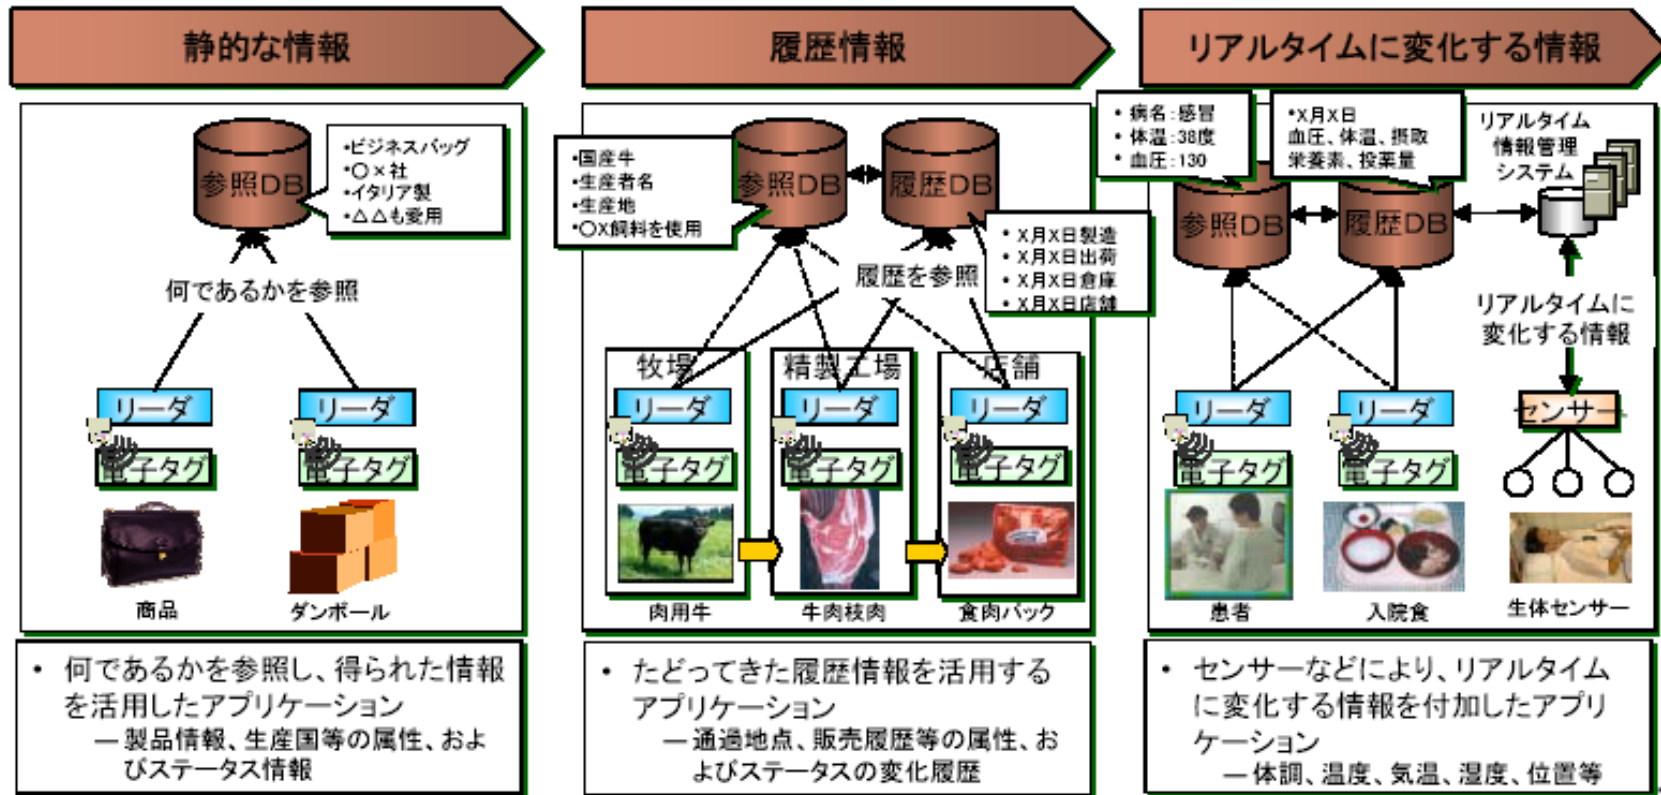 静的な情報
参照DB
•ビジネスバッグ
•〇×社
•イタリア製
•△△も愛用
何であるかを参照
リーダ
リーダ
電子タグ
電子タグ
商品
ダンボール
• 何であるかを参照し、得られた情報
を活用したアプリケーション
― 製品情報、生産国等の属性、およ
びステータス情報
履歴情報
•国産牛
•生産者名
•生産地
•〇X飼料を使用
参照DB
履歴DB
• X月X日製造
• X月X日出荷
• X月X日倉庫
• X月X日店舗
履歴を参照
牧場
精製工場
店舗
リーダ
リーダ
リーダ
電子タグ
電子タグ
電子タグ
肉用牛
牛肉枝肉
食肉パック
• たどってきた履歴情報を活用する
アプリケーション
― 通過地点、販売履歴等の属性、お
よびステータスの変化履歴
リアルタイムに変化する情報
• 病名：感冒
• 体温：38度
• 血圧：130
•X月X日
血圧、体温、摂取
栄養素、投薬量
リアルタイム
情報管理
システム
参照DB
履歴DB
リアルタイムに
変化する情報
リーダ
リーダ
センサー
電子タグ
電子タグ
患者
入院食
生体センサー
• センサーなどにより、リアルタイム
に変化する情報を付加したアプリ
ケーション
― 体調、温度、気温、湿度、位置等